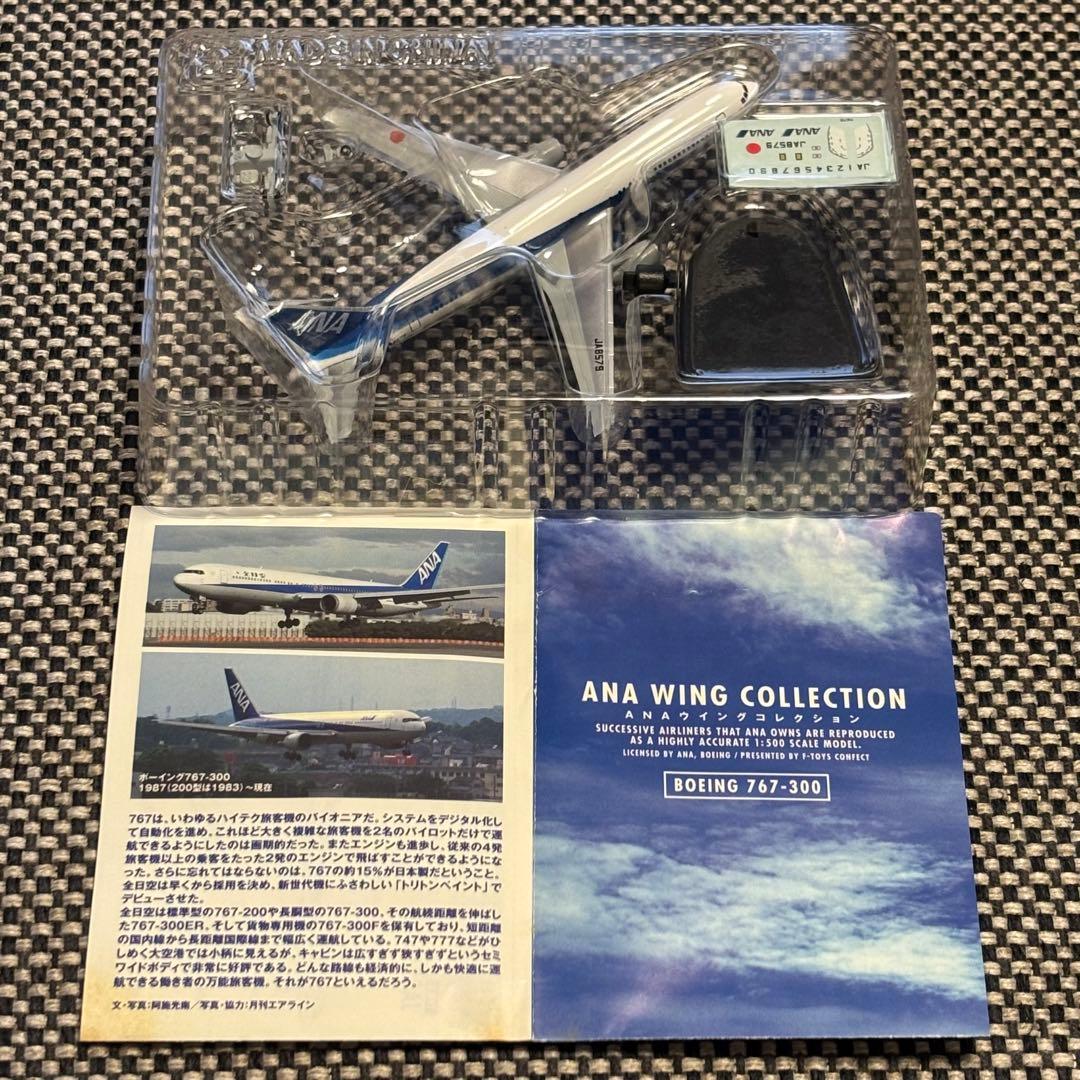 MADE IN CHINA
ANA
JA8579
ANA ANA
JA8579
JA1234567890
ANA
全日空
ANA
ANA
ボーイング767-300
1987(200型は1983)～現在
767は、いわゆるハイテク旅客機のパイオニアだ。システムをデジタル化し
て自動化を進め、これほど大きく複雑な旅客機を2名のパイロットだけで運
航できるようにしたのは画期的だった。またエンジンも進歩し、従来の4発
旅客機以上の乗客をたった2発のエンジンで飛ばすことができるようにな
った。さらに忘れてはならないのは、767の約15%が日本製だということ。
全日空は早くから採用を決め、新世代機にふさわしい「トリトンペイント」で
デビューさせた。
全日空は標準型の767-200や長胴型の767-300、その航続距離を伸ばし
た767-300ER、そして貨物専用機の767-300Fを保有しており、短距離
の国内線から長距離国際線まで幅広く運航している。747や777などがひ
しめく大空港では小柄に見えるが、キャビンは広すぎず狭すぎずというセミ
ワイドボディで非常に好評である。どんな路線も経済的に、しかも快適に運
航できる働き者の万能旅客機。それが767といえるだろう。
文・写真：阿施光南／写真・協力：月刊エアライン
ANA WING COLLECTION
ANAウイングコレクション
SUCCESSIVE AIRLINERS THAT ANA OWNS ARE REPRODUCED
AS A HIGHLY ACCURATE 1:500 SCALE MODEL.
LICENSED BY ANA, BOEING / PRESENTED BY F-TOYS CONFECT
BOEING 767-300